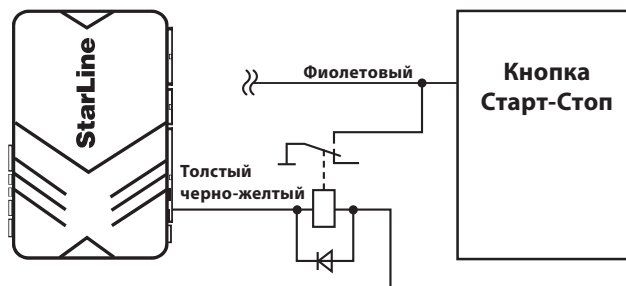 StarLine
Фиолетовый
Кнопка
Старт-Стоп
Толстый
черно-желтый